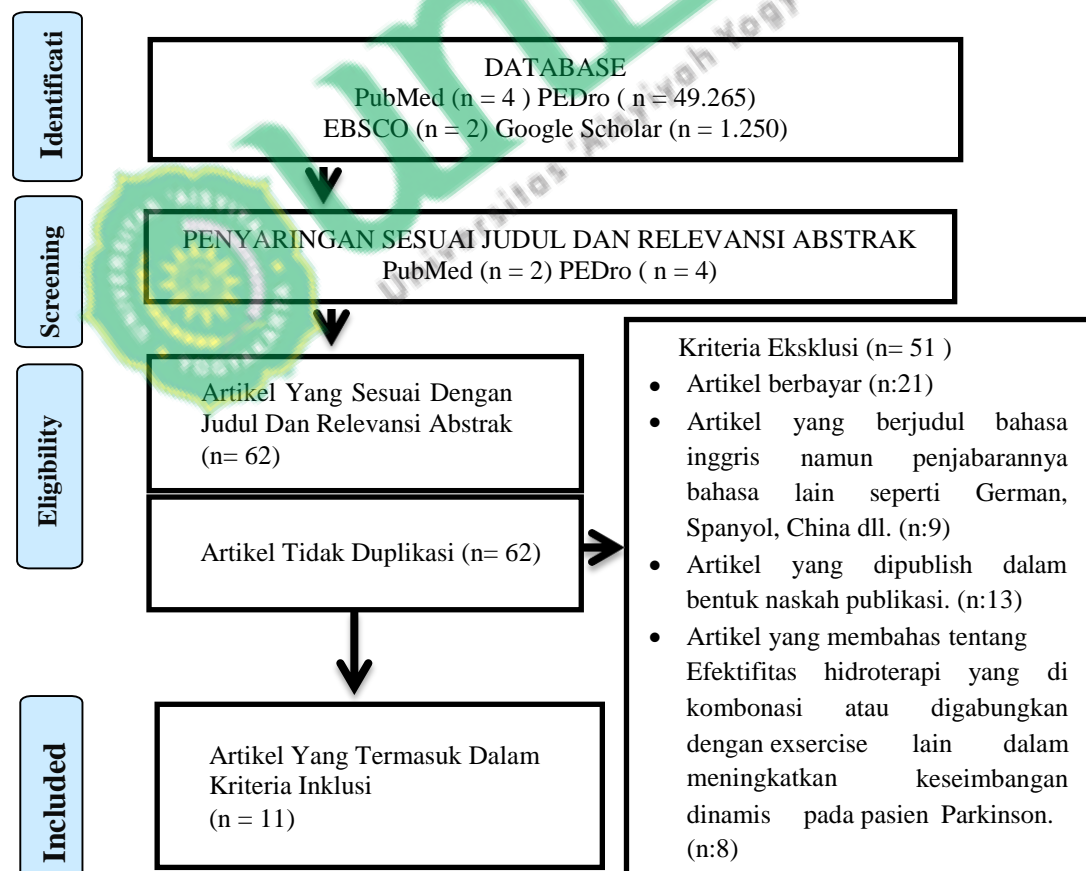 Identificati
DATABASE
PubMed (n = 4 ) PEDro ( n = 49.265)
EBSCO (n = 2) Google Scholar (n = 1.250)
Universitas 'Aisyiyah Yogy
Screening
PENYARINGAN SESUAI JUDUL DAN RELEVANSI ABSTRAK
PubMed (n = 2) PEDro ( n = 4)
Eligibility
Artikel Yang Sesuai Dengan
Judul Dan Relevansi Abstrak
(n= 62)
Artikel Tidak Duplikasi (n= 62)
Kriteria Eksklusi (n= 51 )
• Artikel berbayar (n:21)
• Artikel yang berjudul bahasa
inggris namun penjabarannya
bahasa lain seperti German,
Spanyol, China dll. (n:9)
• Artikel yang dipublish dalam
bentuk naskah publikasi. (n:13)
• Artikel yang membahas tentang
Efektifitas hidroterapi yang di
kombonasi atau digabungkan
dengan exsercise lain dalam
meningkatkan keseimbangan
dinamis pada pasien Parkinson.
(n:8)
Included
Artikel Yang Termasuk Dalam
Kriteria Inklusi
(n = 11)